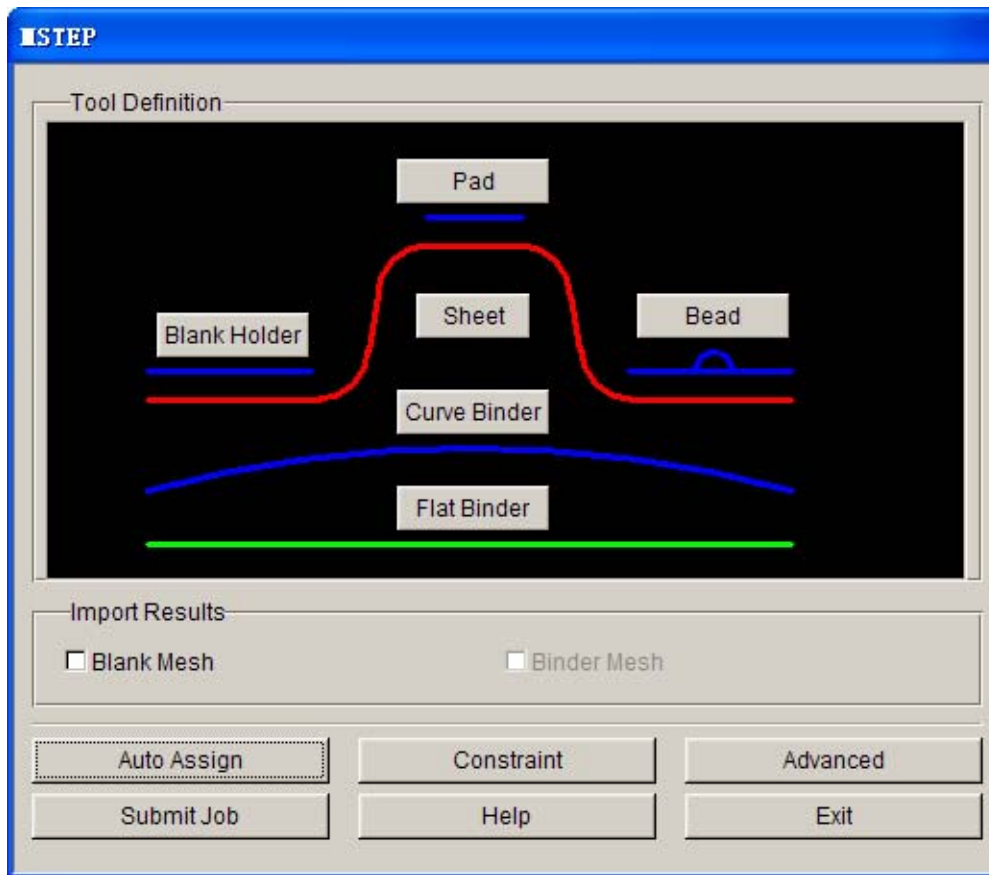 MSTEP
Tool Definition
Pad
Sheet
Bead
Blank Holder
Curve Binder
Flat Binder
Import Results
Blank Mesh
Binder Mesh
Auto Assign
Constraint
Advanced
Submit Job
Help
Exit